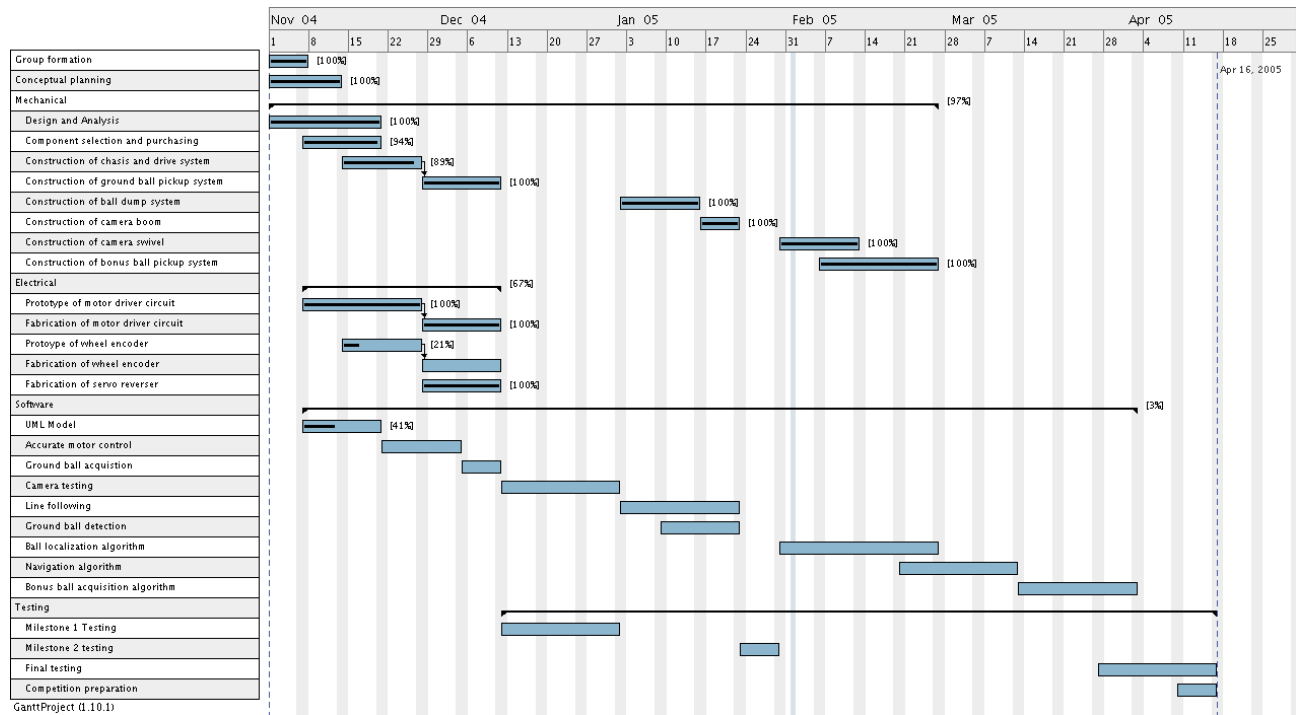 Nov 04 Dec 04 Jan 05 Feb 05 Mar 05 Apr 05
1 8 15 22 29 6 13 20 27 3 10 17 24 31 7 14 21 28 7 14 21 28 4 11 18 25
Group formation [100%]
Apr 16, 2005
Conceptual planning [100%]
Mechanical [97%]
Design and Analysis [100%]
Component selection and purchasing [94%]
Construction of chasis and drive system [89%]
Construction of ground ball pickup system [100%]
Construction of ball dump system [100%]
Construction of camera boom [100%]
Construction of camera swivel [100%]
Construction of bonus ball pickup system [100%]
Electrical [67%]
Prototype of motor driver circuit [100%]
Fabrication of motor driver circuit [100%]
Protoype of wheel encoder [21%]
Fabrication of wheel encoder
Fabrication of servo reverser [100%]
Software [3%]
UML Model [41%]
Accurate motor control
Ground ball acquistion
Camera testing
Line following
Ground ball detection
Ball localization algorithm
Navigation algorithm
Bonus ball acquisition algorithm
Testing
Milestone 1 Testing
Milestone 2 testing
Final testing
Competition preparation
GanttProject (1.10.1)